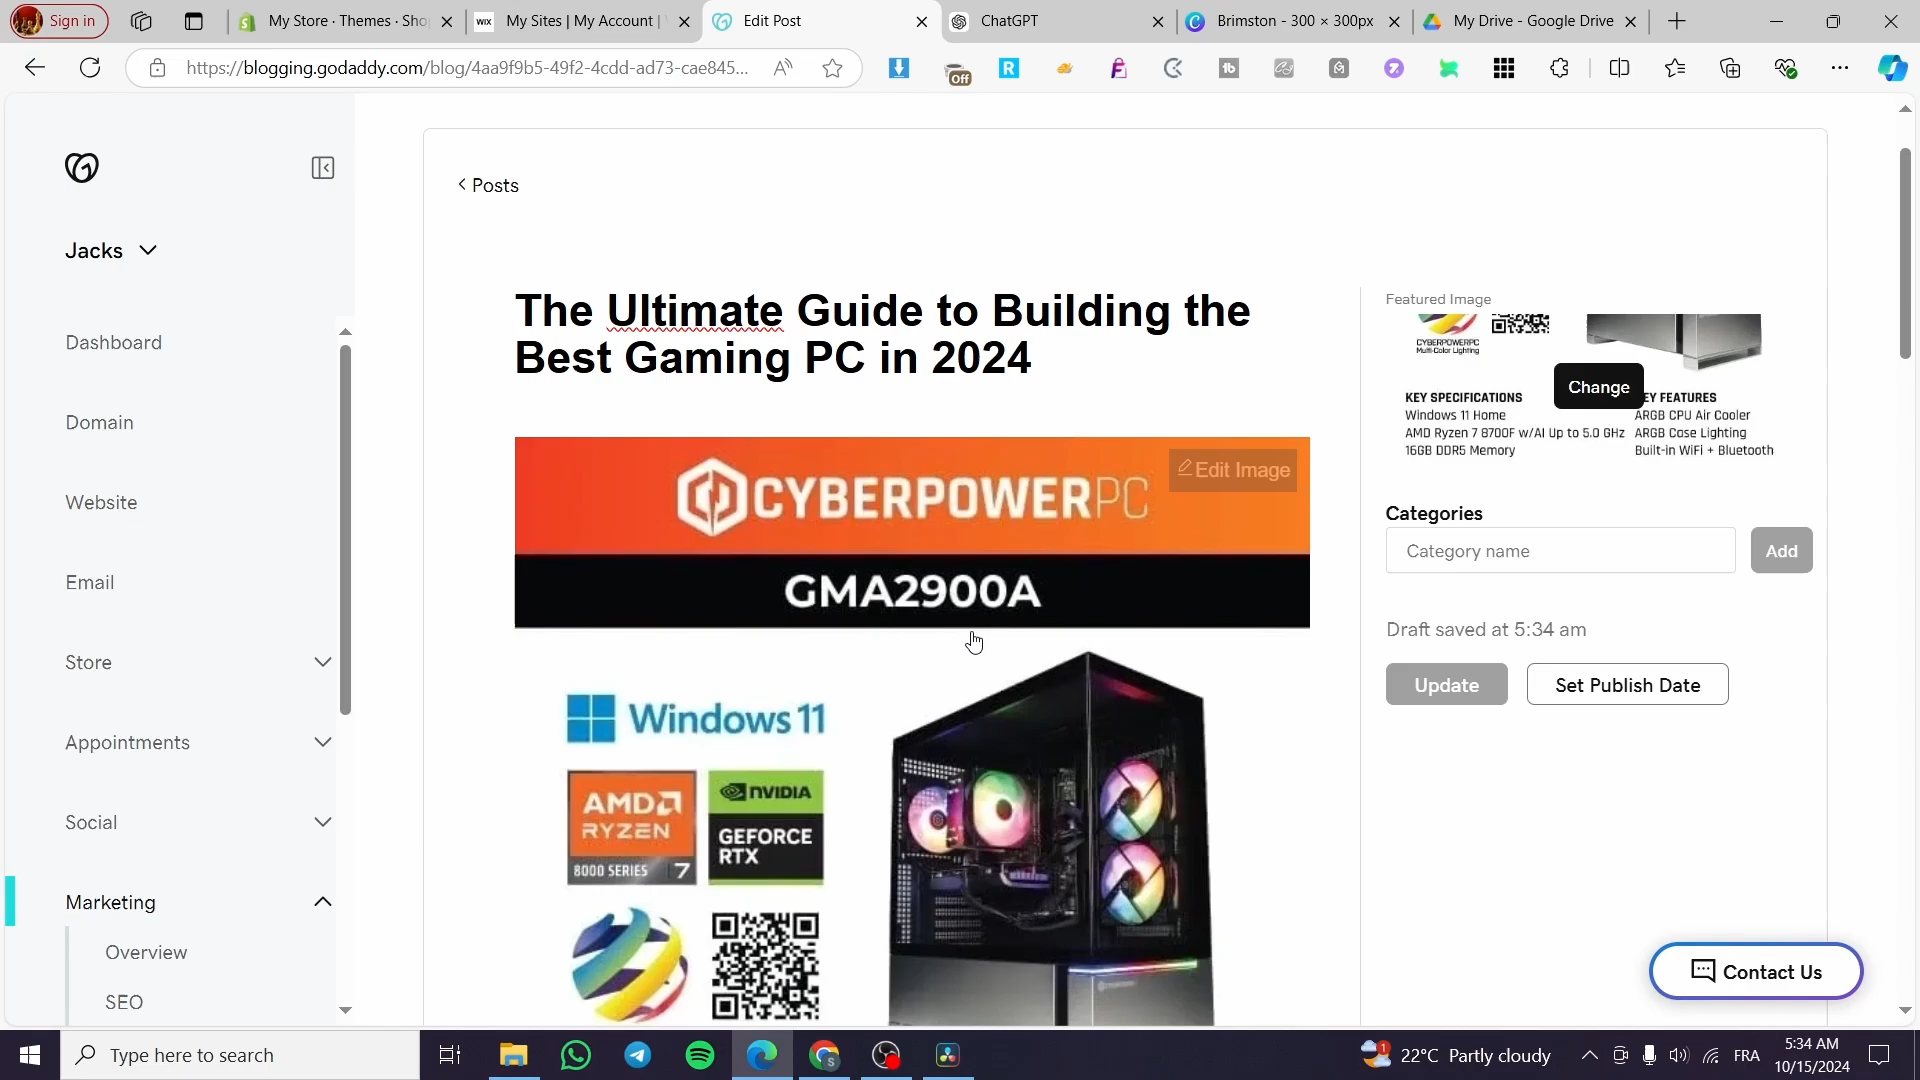 Sign in
My Store · Themes · Sho
My Sites | My Account |
WIX
Edit Post
ChatGPT
Brimston - 300 × 300px
My Drive - Google Drive
https://blogging.godaddy.com/blog/4aa9f9b5-49f2-4cdd-ad73-cae845...
Off
Jacks
Dashboard
Domain
Website
Email
Store
Appointments
Social
Marketing
Overview
SEO
< Posts
The Ultimate Guide to Building the
Best Gaming PC in 2024
Edit Image
CYBERPOWERPC
GMA2900A
Windows 11
AMD
RYZEN
8000 SERIES 7
NVIDIA
GEFORCE
RTX
Featured Image
CYBERPOWERPC
Multi-Color Lighting
Change
KEY SPECIFICATIONS
Windows 11 Home
AMD Ryzen 7 8700F w/AI Up to 5.0 GHz
16GB DDR5 Memory
EY FEATURES
ARGB CPU Air Cooler
ARGB Case Lighting
Built-in WiFi + Bluetooth
Categories
Category name
Add
Draft saved at 5:34 am
Update
Set Publish Date
Contact Us
Type here to search
1
22°C Partly cloudy
FRA
5:34 AM
10/15/2024